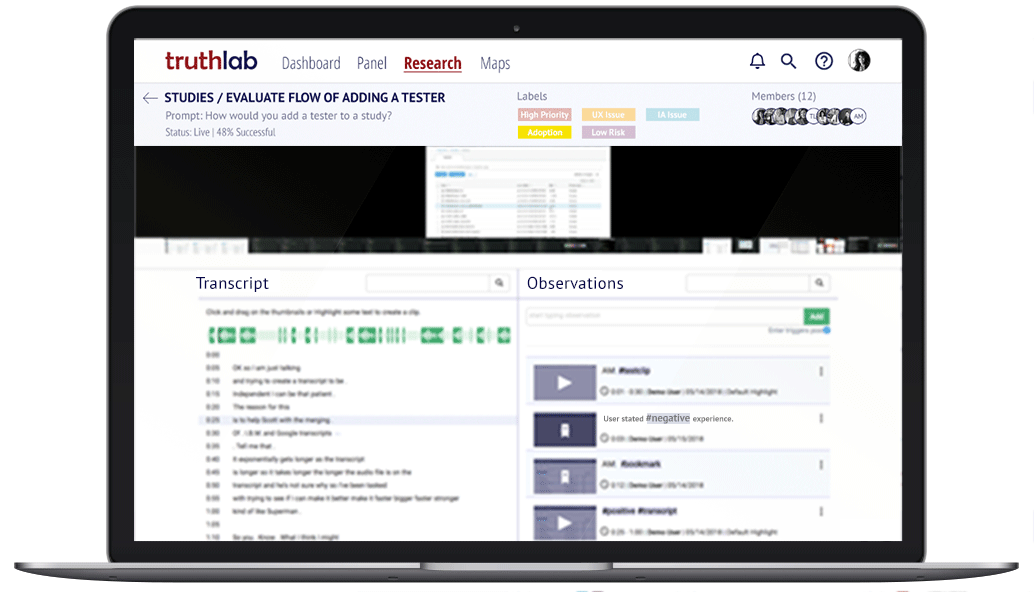 truthlab Dashboard Panel Research Maps
STUDIES / EVALUATE FLOW OF ADDING A TESTER
Prompt: How would you add a tester to a study?
Status: Live | 48% Successful
Labels
High Priority UX Issue IA Issue
Adoption Low Risk
Members (12)
TL AM
Transcript
Click and drag on the thumbnails or Highlight some text to create a clip.
0:00
0:05 OK so I am just talking
0:10 and trying to create a transcript to be .
0:15 Independent I can be that patient .
0:20 The reason for this
0:25 is to help Scott with the merging .
0:30 Of . I B M and Google transcripts .
0:35 . Tell me that .
0:40 It exponentially gets longer as the transcript
0:45 is longer so it takes longer the longer the audio file is on the
0:50 transcript and he's not sure why so I've been tasked
0:55 with trying to see if I can make it better make it faster bigger faster stronger
1:00 kind of like Superman .
1:05
1:10 So you . Know . What I think I might
Observations
start typing observation Add
Enter triggers post
AM #testclip
0:01 - 0:30 | Demo User | 05/14/2018 | Default Highlight
User stated #negative experience.
0:05 | Demo User | 05/15/2018
AM #bookmark
0:12 | Demo User | 05/14/2018
#positive #transcript
0:25 - 1:00 | Demo User | 05/14/2018 | Default Highlight